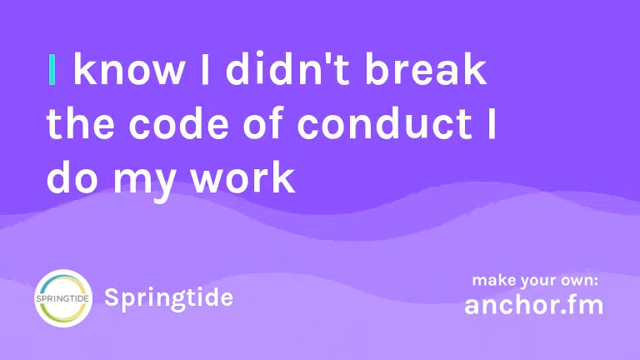 I know I didn't break
the code of conduct I
do my work
SPRINGTIDE
Springtide
make your own:
anchor.fm